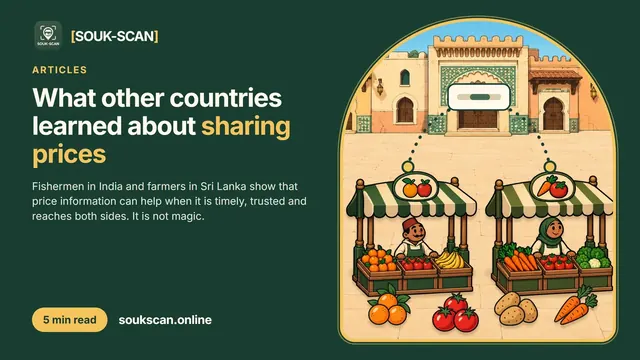 SOUK-SCAN
[SOUK-SCAN]
ARTICLES
What other countries
learned about sharing
prices
Fishermen in India and farmers in Sri Lanka show that
price information can help when it is timely, trusted and
reaches both sides. It is not magic.
5 min read
soukscan.online